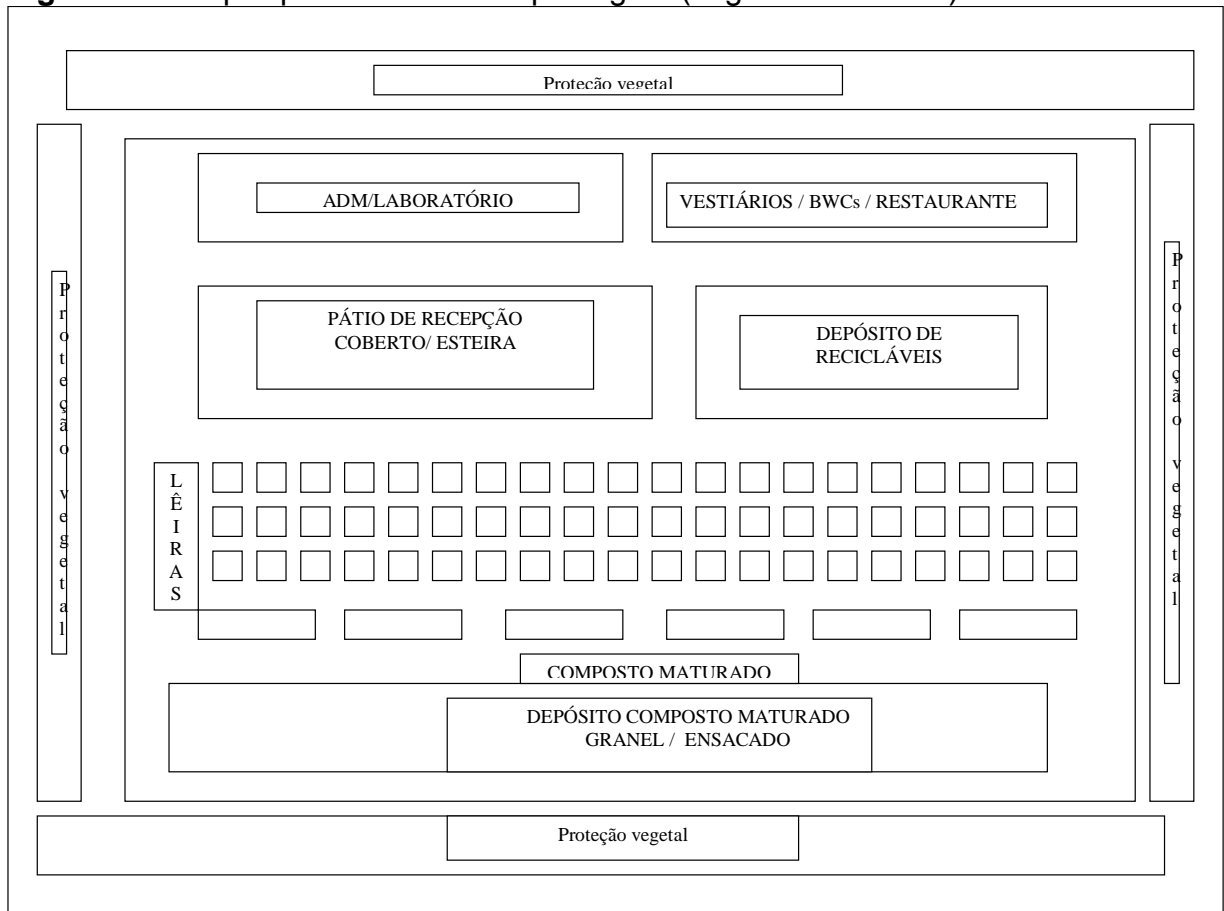 Proteção vegetal
ADM/LABORATÓRIO
VESTIÁRIOS / BWCs / RESTAURANTE
Proteção vegetal
PÁTIO DE RECEPÇÃO
COBERTO/ ESTEIRA
DEPÓSITO DE
RECICLÁVEIS
Proteção vegetal
LÊIRAS
COMPOSTO MATURADO
DEPÓSITO COMPOSTO MATURADO
GRANEL / ENSACADO
Proteção vegetal